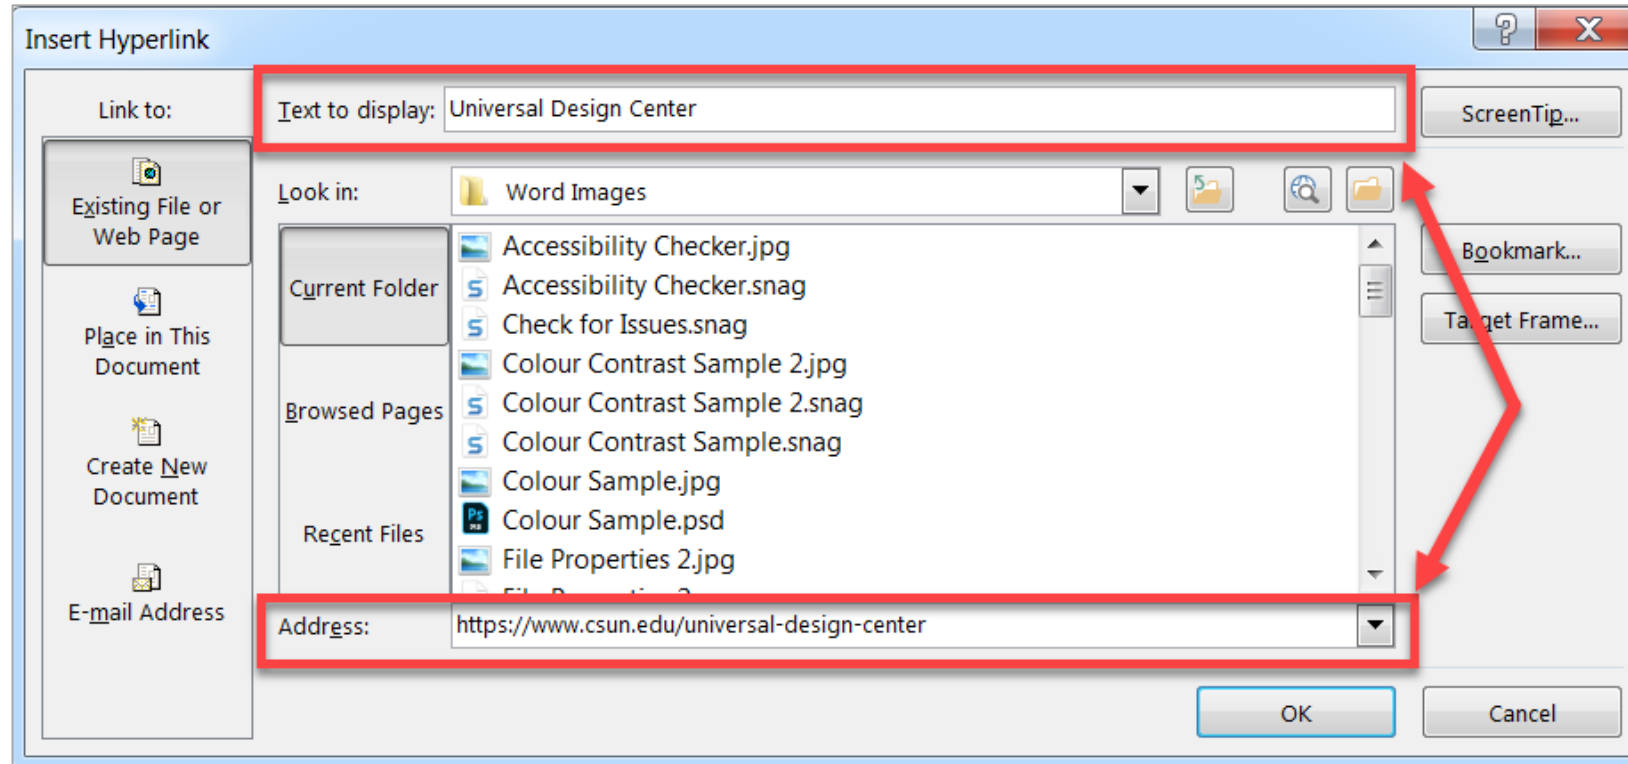 Insert Hyperlink
Link to:
Text to display: Universal Design Center
ScreenTip...
Existing File or
Web Page
Look in: Word Images
Place in This
Document
Create New
Document
E-mail Address
Current Folder
Browsed Pages
Recent Files
Accessibility Checker.jpg
Accessibility Checker.snag
Check for Issues.snag
Colour Contrast Sample 2.jpg
Colour Contrast Sample 2.snag
Colour Contrast Sample.snag
Colour Sample.jpg
Colour Sample.psd
File Properties 2.jpg
Bookmark...
Target Frame...
Address: https://www.csun.edu/universal-design-center
OK
Cancel